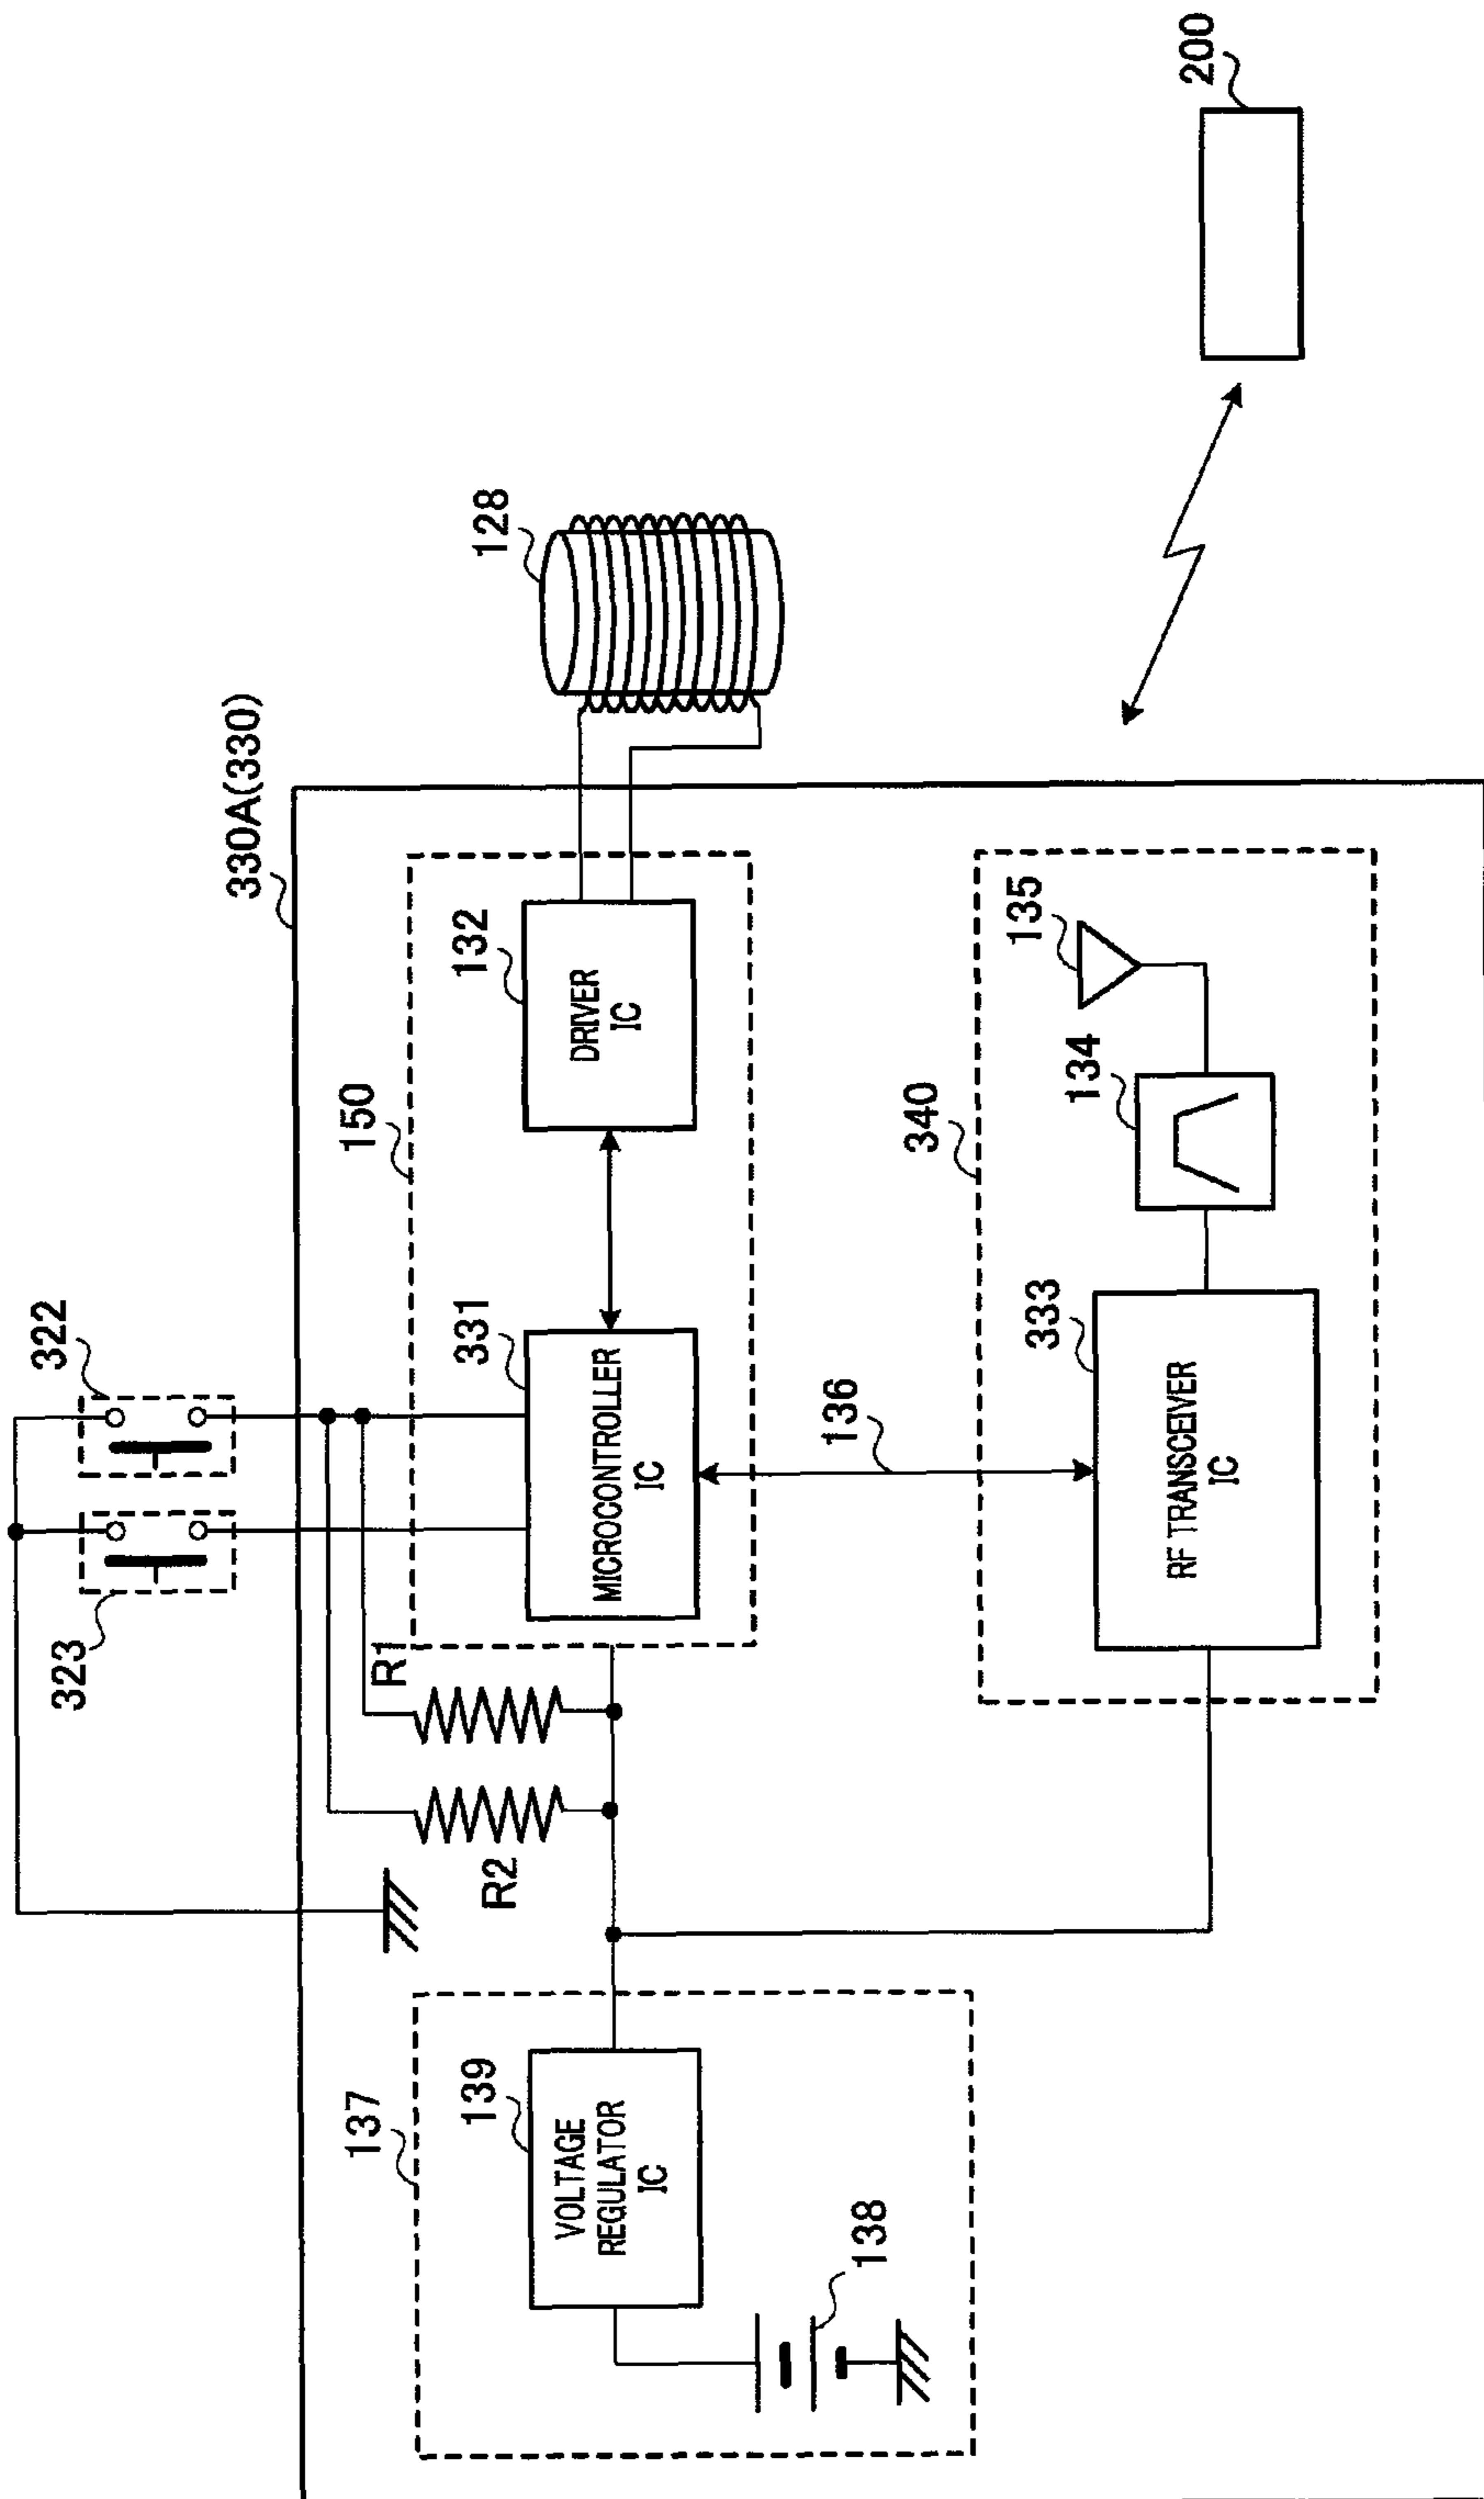 322
323
330A(330)
150
331
MICROCONTROLLER
IC
132
DRIVER
IC
128
R1
R2
137
139
VOLTAGE
REGULATOR
IC
138
136
340
333
RF TRANSCEIVER
IC
134
135
200